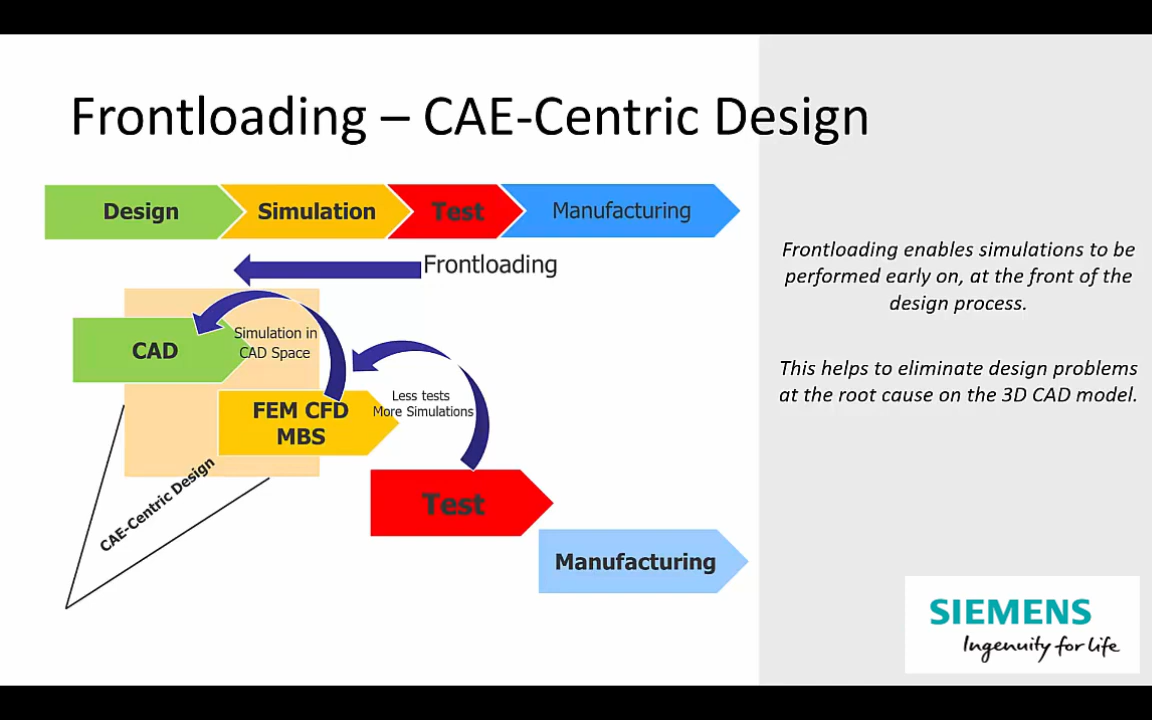 Frontloading – CAE-Centric Design
Design
Simulation
Test
Manufacturing
Frontloading
CAD
Simulation in
CAD Space
FEM CFD
MBS
Less tests
More Simulations
CAE-Centric Design
Test
Manufacturing
Frontloading enables simulations to be
performed early on, at the front of the
design process.
This helps to eliminate design problems
at the root cause on the 3D CAD model.
SIEMENS
Ingenuity for life